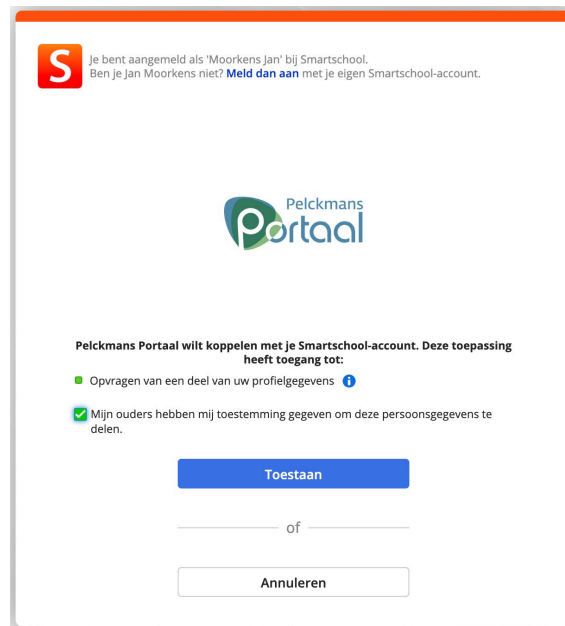 S
Je bent aangemeld als 'Moorkens Jan' bij Smartschool.
Ben je Jan Moorkens niet? Meld dan aan met je eigen Smartschool-account.
Pelckmans
Portaal
Pelckmans Portaal wilt koppelen met je Smartschool-account. Deze toepassing
heeft toegang tot:
Opvragen van een deel van uw profielgegevens i
Mijn ouders hebben mij toestemming gegeven om deze persoonsgegevens te
delen.
Toestaan
of
Annuleren